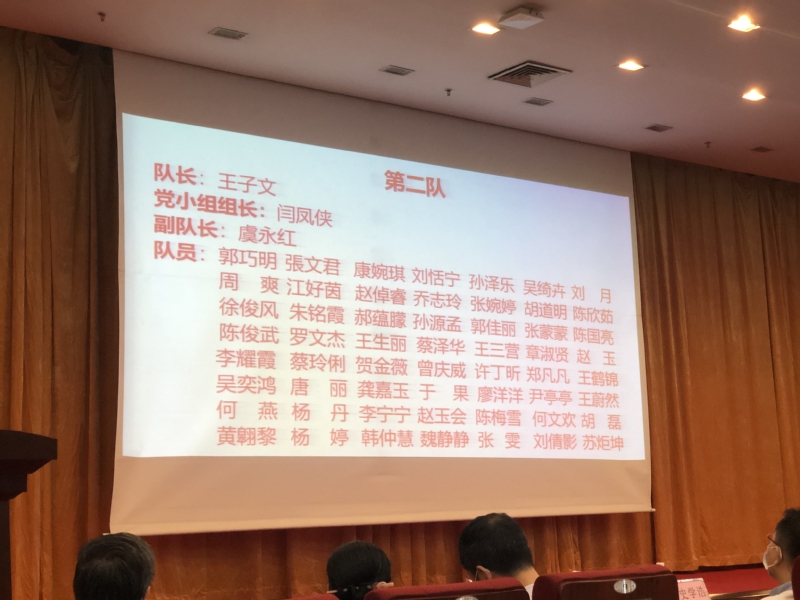 第二队
队长：王子文
党小组组长：闫凤侠
副队长：虞永红
队员：郭巧明 張文君 康婉琪 刘恬宁 孙泽乐 吴绮卉 刘 月
周 爽 江好茵 赵倬睿 乔志玲 张婉婷 胡道明 陈欣茹
徐俊风 朱铭霞 郝蕴朦 孙源孟 郭佳丽 张蒙蒙 陈国亮
陈俊武 罗文杰 王生丽 蔡泽华 王三营 章淑贤 赵 玉
李耀霞 蔡玲俐 贺金薇 曾庆威 许丁昕 郑凡凡 王鹤锦
吴奕鸿 唐 丽 龚嘉玉 于 果 廖洋洋 尹亭亭 王蔚然
何 燕 杨 丹 李宁宁 赵玉会 陈梅雪 何文欢 胡 磊
黄翱黎 杨 婷 韩仲慧 魏静静 张 雯 刘倩影 苏炬坤